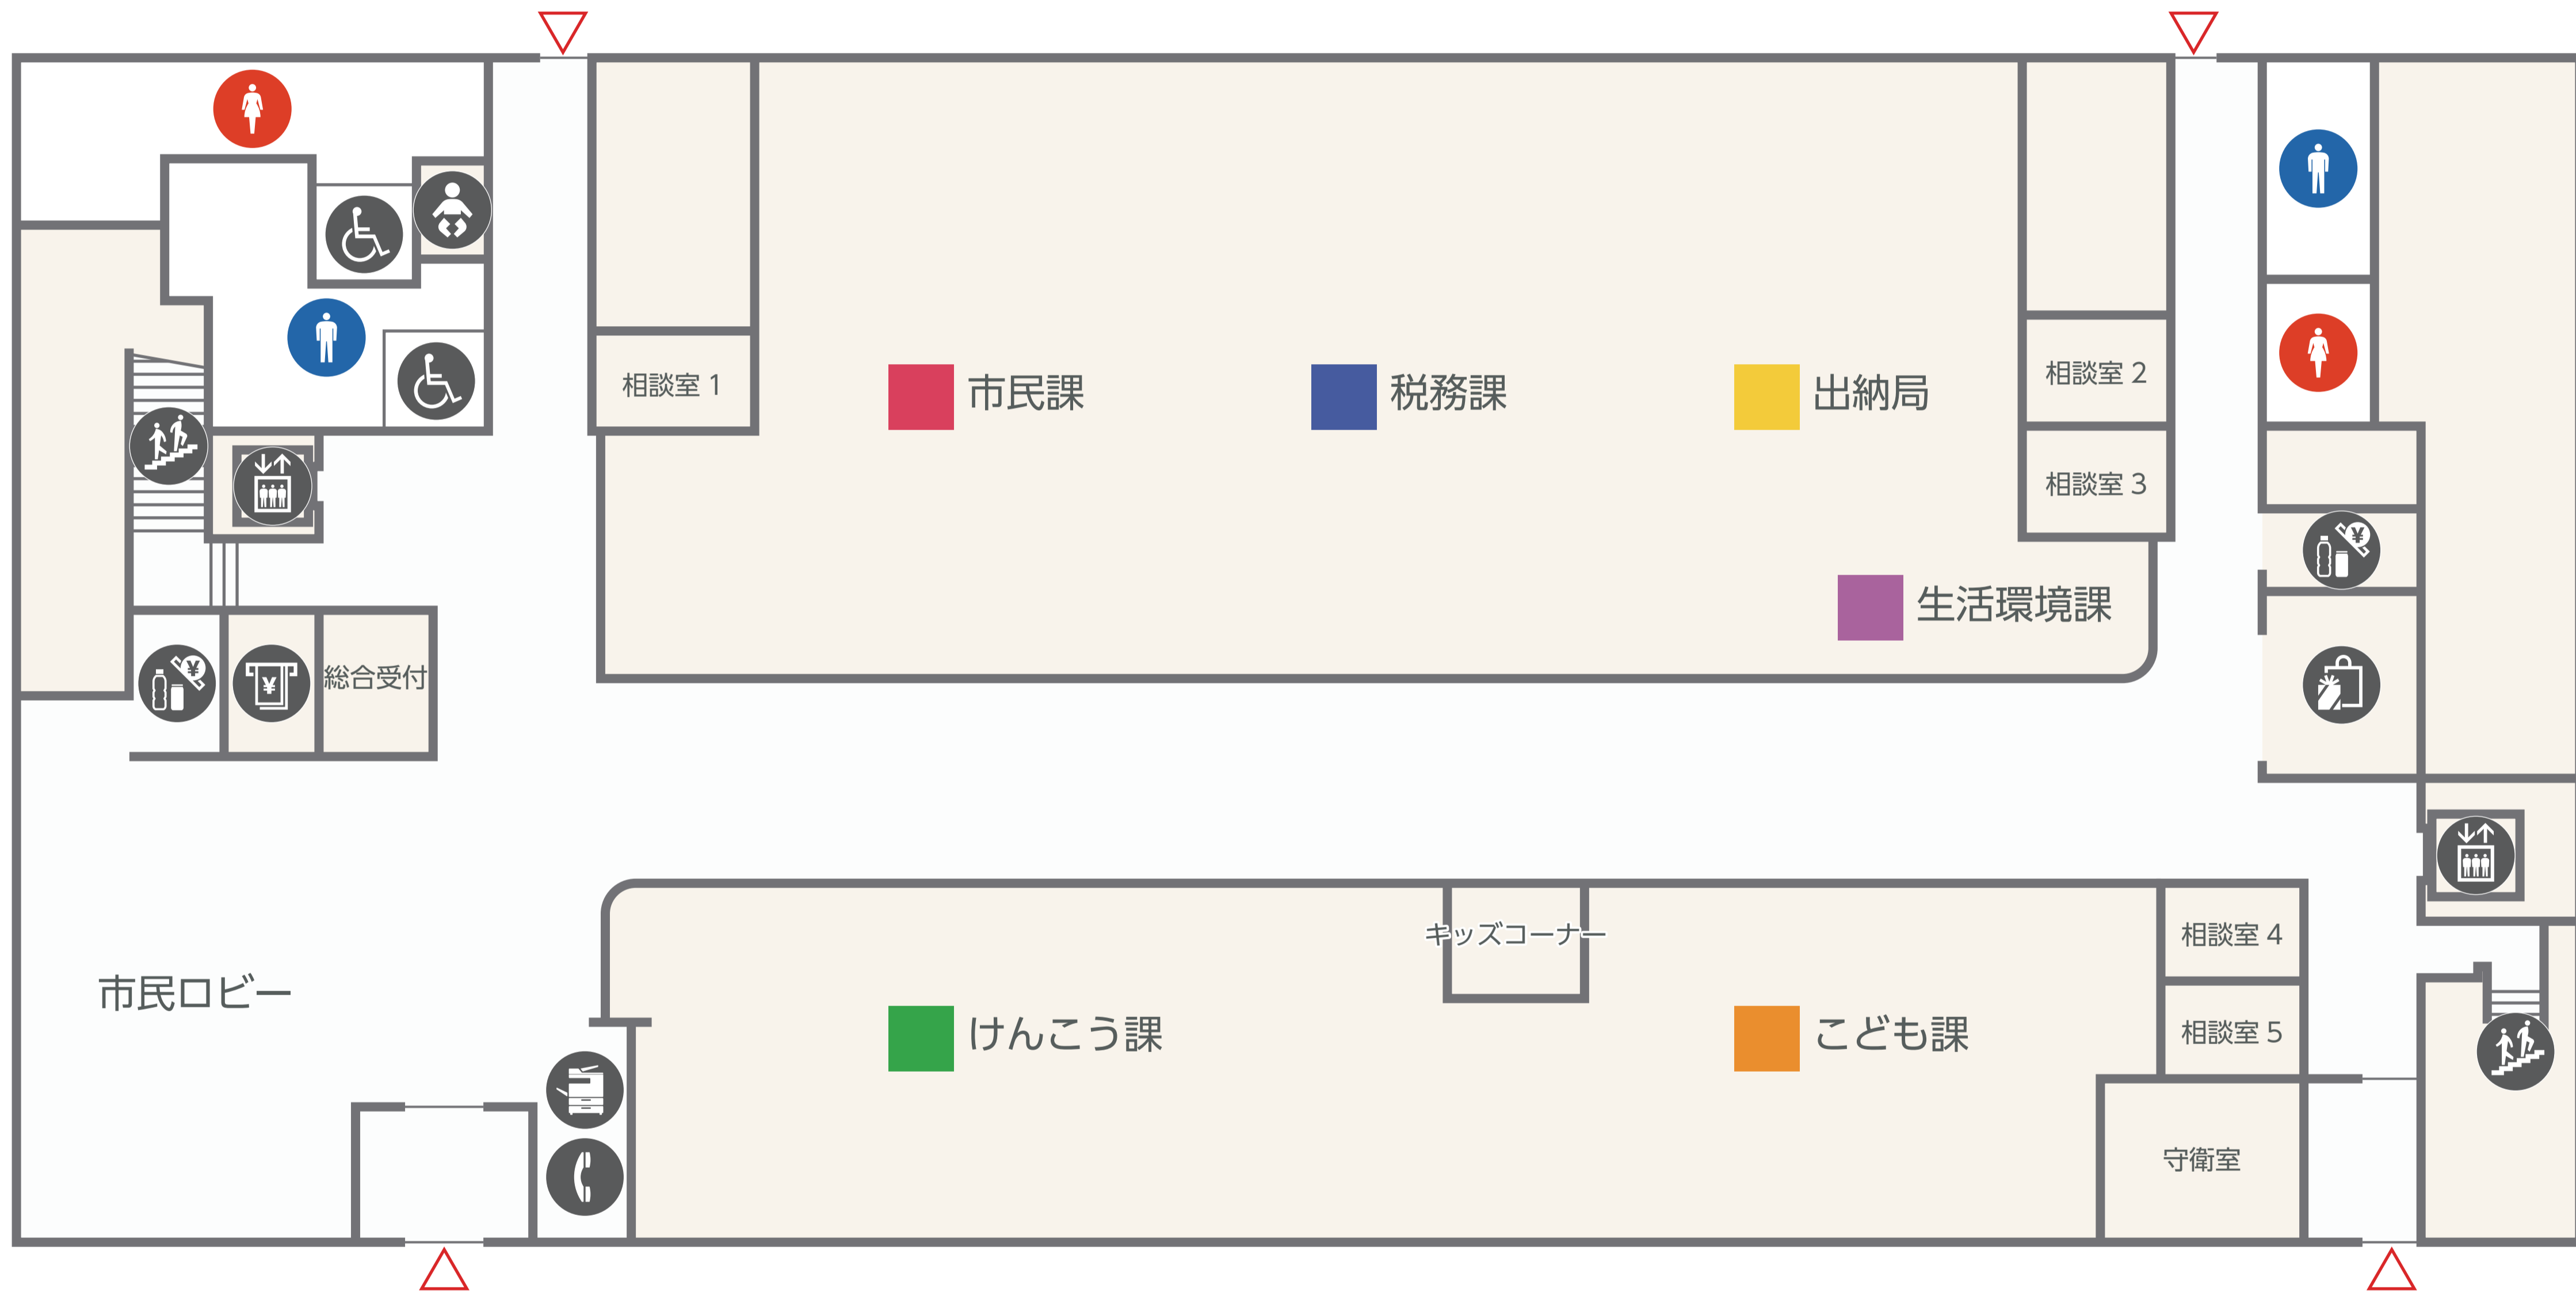 相談室 1
市民課
税務課
出納局
相談室 2
相談室 3
生活環境課
総合受付
キッズコーナー
相談室 4
市民ロビー
けんこう課
こども課
相談室 5
守衛室